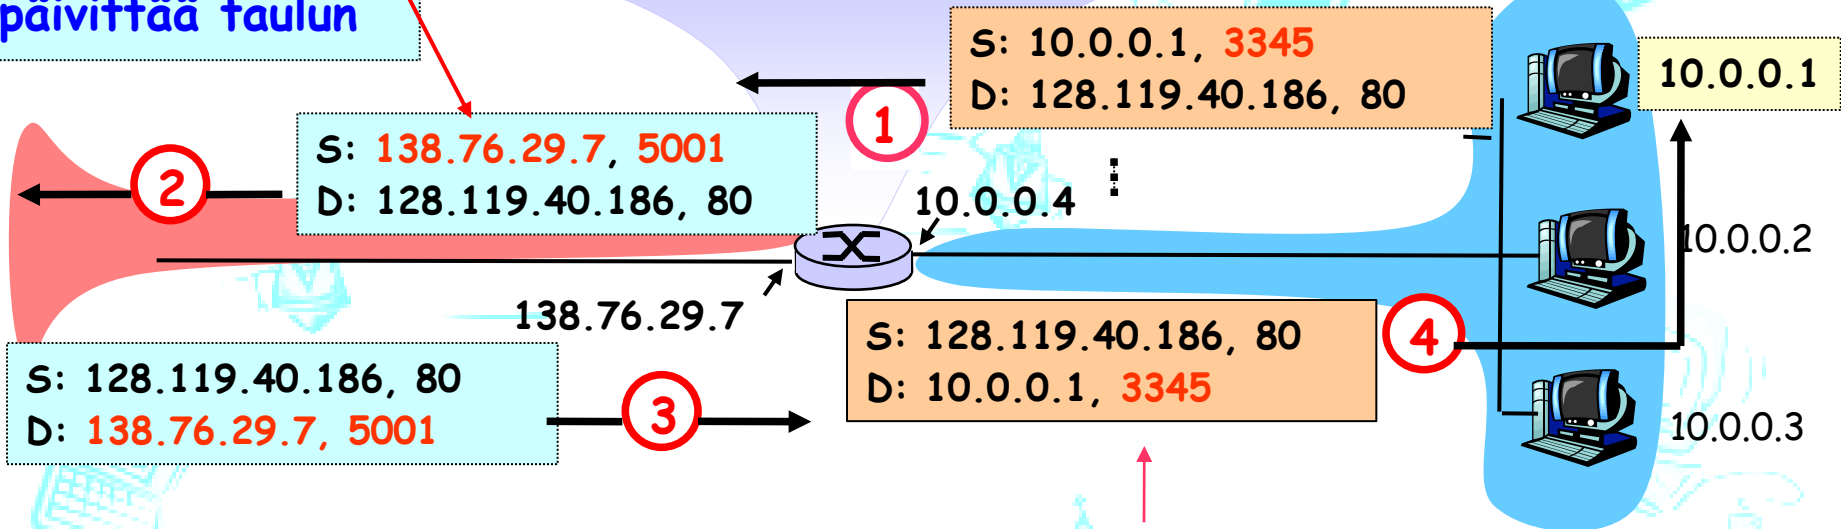 päivittää taulun
S: 10.0.0.1, 3345
D: 128.119.40.186, 80
10.0.0.1
1
S: 138.76.29.7, 5001
D: 128.119.40.186, 80
2
10.0.0.4
10.0.0.2
138.76.29.7
S: 128.119.40.186, 80
D: 10.0.0.1, 3345
4
S: 128.119.40.186, 80
D: 138.76.29.7, 5001
3
10.0.0.3